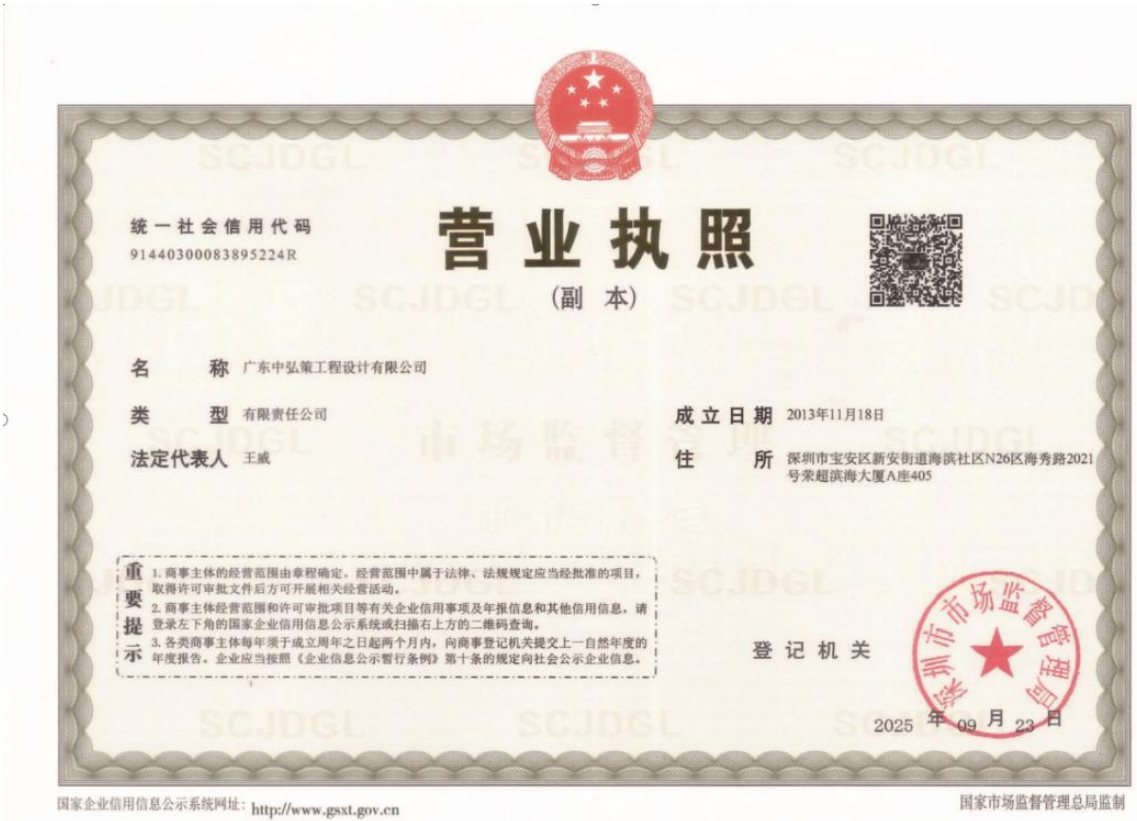 统一社会信用代码
91440300083895224R
营业执照
(副 本)
名 称 广东中弘策工程设计有限公司
类 型 有限责任公司
成立日期 2013年11月18日
法定代表人 王威
住 所 深圳市宝安区新安街道海滨社区N26区海秀路2021
号荣超滨海大厦A座405
重要提示
1. 商事主体的经营范围由章程确定。经营范围中属于法律、法规规定应当经批准的项目,
取得许可审批文件后方可开展相关经营活动。
2. 商事主体经营范围和许可审批项目等有关企业信用事项及年报信息和其他信用信息,请
登录左下角的国家企业信用信息公示系统或扫描右上方的二维码查询。
3. 各类商事主体每年须于成立周年之日起两个月内,向商事登记机关提交上一自然年度的
年度报告。企业应当按照《企业信息公示暂行条例》第十条的规定向社会公示企业信息。
登记机关
深圳市市场监督管理局
2025 年 09 月 23 日
国家企业信用信息公示系统网址: http://www.gsxt.gov.cn
国家市场监督管理总局监制
SCJDGL
市场监督管理